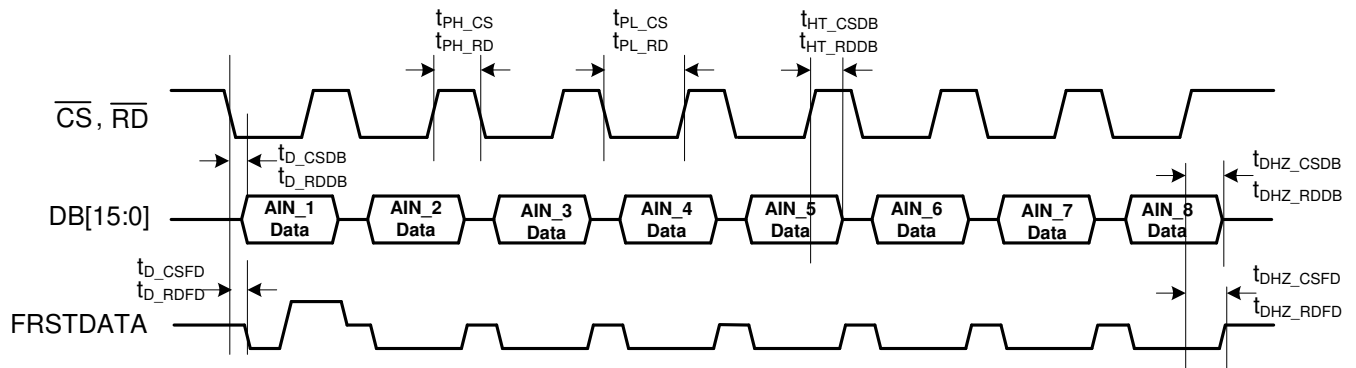 tPH_CS
tPH_RD
tPL_CS
tPL_RD
tHT_CSDB
tHT_RDDB
CS, RD
tD_CSDB
tD_RDDB
tDHZ_CSDB
tDHZ_RDDB
DB[15:0]
AIN_1
Data
AIN_2
Data
AIN_3
Data
AIN_4
Data
AIN_5
Data
AIN_6
Data
AIN_7
Data
AIN_8
Data
tD_CSFD
tD_RDFD
tDHZ_CSFD
tDHZ_RDFD
FRSTDATA